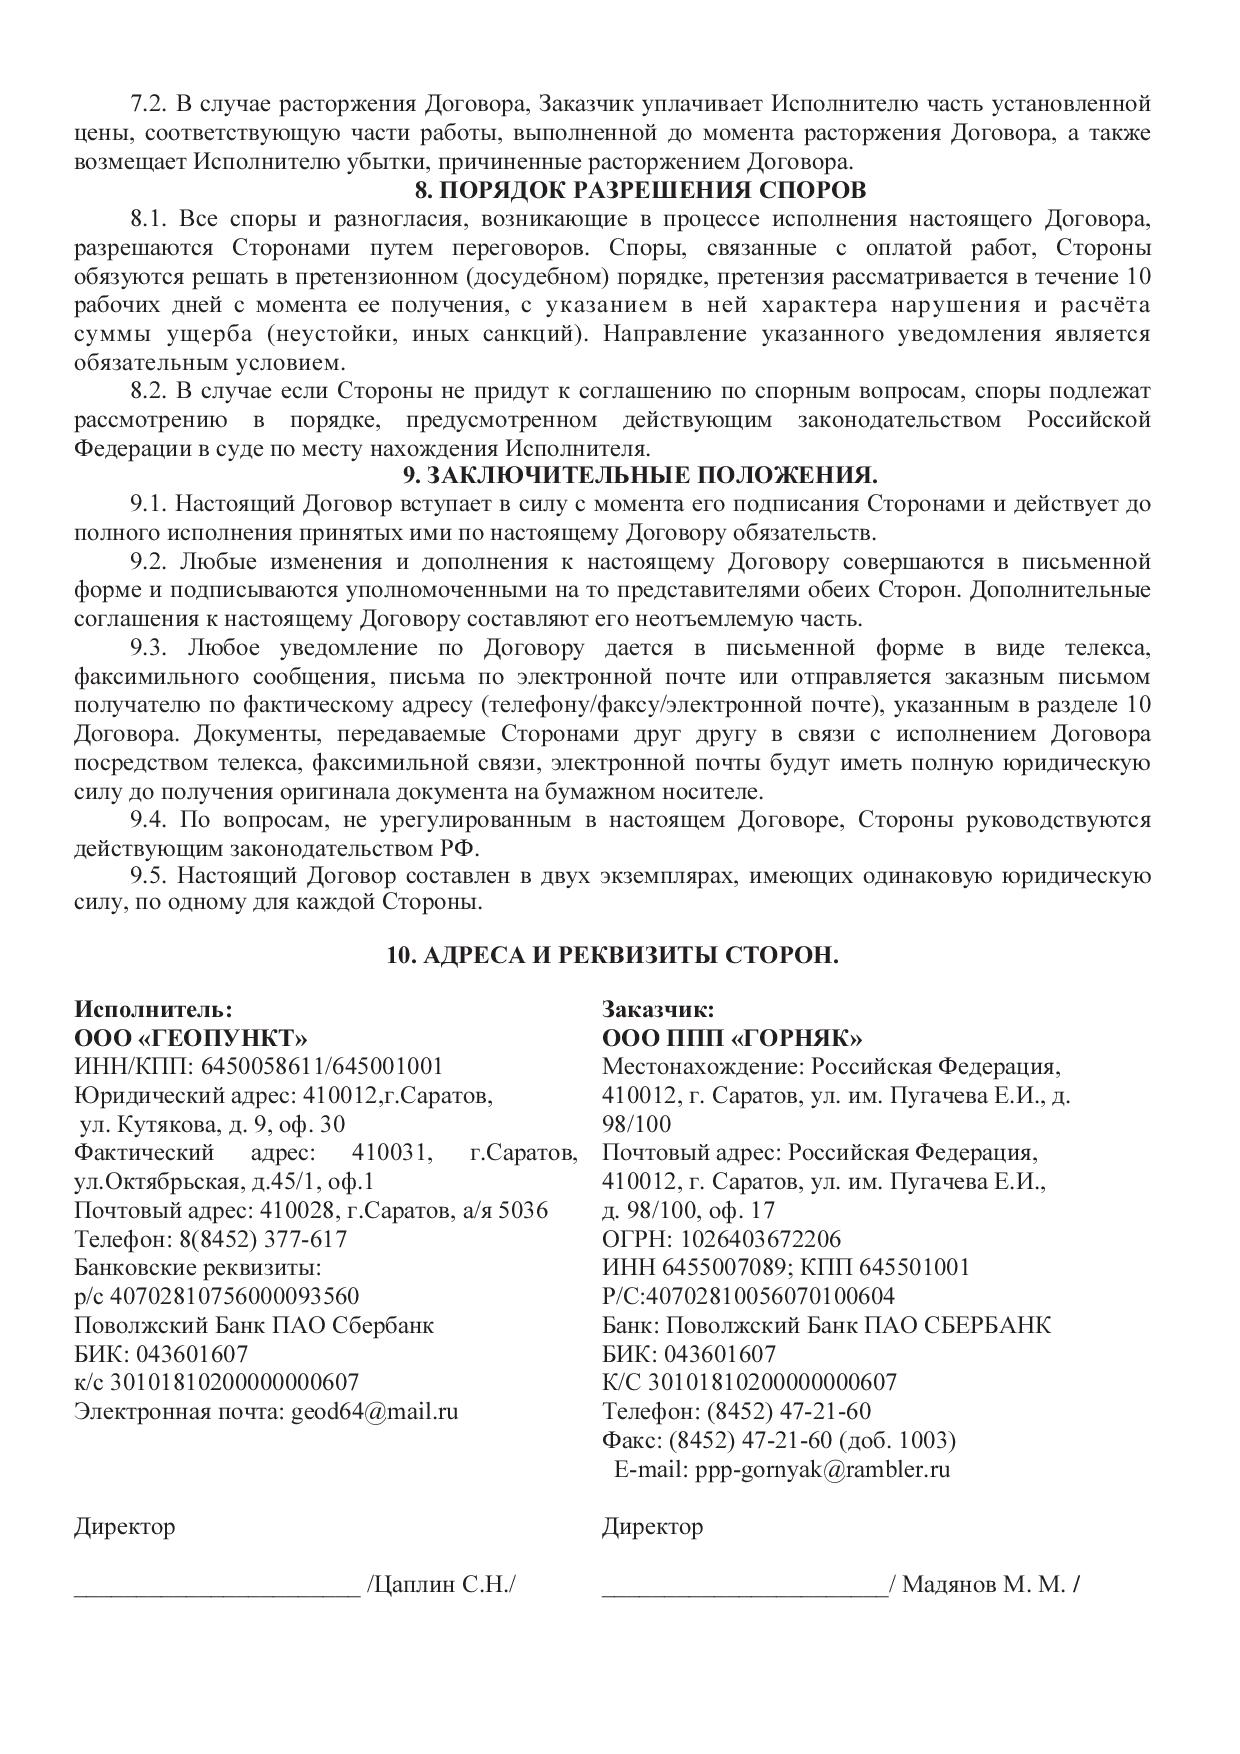 7.2. В случае расторжения Договора, Заказчик уплачивает Исполнителю часть установленной
цены, соответствующую части работы, выполненной до момента расторжения Договора, а также
возмещает Исполнителю убытки, причиненные расторжением Договора.
8. ПОРЯДОК РАЗРЕШЕНИЯ СПОРОВ
8.1. Все споры и разногласия, возникающие в процессе исполнения настоящего Договора,
разрешаются Сторонами путем переговоров. Споры, связанные с оплатой работ, Стороны
обязуются решать в претензионном (досудебном) порядке, претензия рассматривается в течение 10
рабочих дней с момента ее получения, с указанием в ней характера нарушения и расчёта
суммы ущерба (неустойки, иных санкций). Направление указанного уведомления является
обязательным условием.
8.2. В случае если Стороны не придут к соглашению по спорным вопросам, споры подлежат
рассмотрению в порядке, предусмотренном действующим законодательством Российской
Федерации в суде по месту нахождения Исполнителя.
9. ЗАКЛЮЧИТЕЛЬНЫЕ ПОЛОЖЕНИЯ.
9.1. Настоящий Договор вступает в силу с момента его подписания Сторонами и действует до
полного исполнения принятых ими по настоящему Договору обязательств.
9.2. Любые изменения и дополнения к настоящему Договору совершаются в письменной
форме и подписываются уполномоченными на то представителями обеих Сторон. Дополнительные
соглашения к настоящему Договору составляют его неотъемлемую часть.
9.3. Любое уведомление по Договору дается в письменной форме в виде телекса,
факсимильного сообщения, письма по электронной почте или отправляется заказным письмом
получателю по фактическому адресу (телефону/факсу/электронной почте), указанным в разделе 10
Договора. Документы, передаваемые Сторонами друг другу в связи с исполнением Договора
посредством телекса, факсимильной связи, электронной почты будут иметь полную юридическую
силу до получения оригинала документа на бумажном носителе.
9.4. По вопросам, не урегулированным в настоящем Договоре, Стороны руководствуются
действующим законодательством РФ.
9.5. Настоящий Договор составлен в двух экземплярах, имеющих одинаковую юридическую
силу, по одному для каждой Стороны.
10. АДРЕСА И РЕКВИЗИТЫ СТОРОН.
Исполнитель:
ООО «ГЕОПУНКТ»
ИНН/КПП: 6450058611/645001001
Юридический адрес: 410012,г.Саратов,
ул. Кутякова, д. 9, оф. 30
Фактический адрес: 410031, г.Саратов,
ул.Октябрьская, д.45/1, оф.1
Почтовый адрес: 410028, г.Саратов, а/я 5036
Телефон: 8(8452) 377-617
Банковские реквизиты:
р/с 40702810756000093560
Поволжский Банк ПАО Сбербанк
БИК: 043601607
к/с 30101810200000000607
Электронная почта: geod64@mail.ru
Директор
_______________________ /Цаплин С.Н./
Заказчик:
ООО ППП «ГОРНЯК»
Местонахождение: Российская Федерация,
410012, г. Саратов, ул. им. Пугачева Е.И., д.
98/100
Почтовый адрес: Российская Федерация,
410012, г. Саратов, ул. им. Пугачева Е.И.,
д. 98/100, оф. 17
ОГРН: 1026403672206
ИНН 6455007089; КПП 645501001
Р/С:40702810056070100604
Банк: Поволжский Банк ПАО СБЕРБАНК
БИК: 043601607
К/С 30101810200000000607
Телефон: (8452) 47-21-60
Факс: (8452) 47-21-60 (доб. 1003)
E-mail: ppp-gornyak@rambler.ru
Директор
_______________________/ Мадянов М. М. /